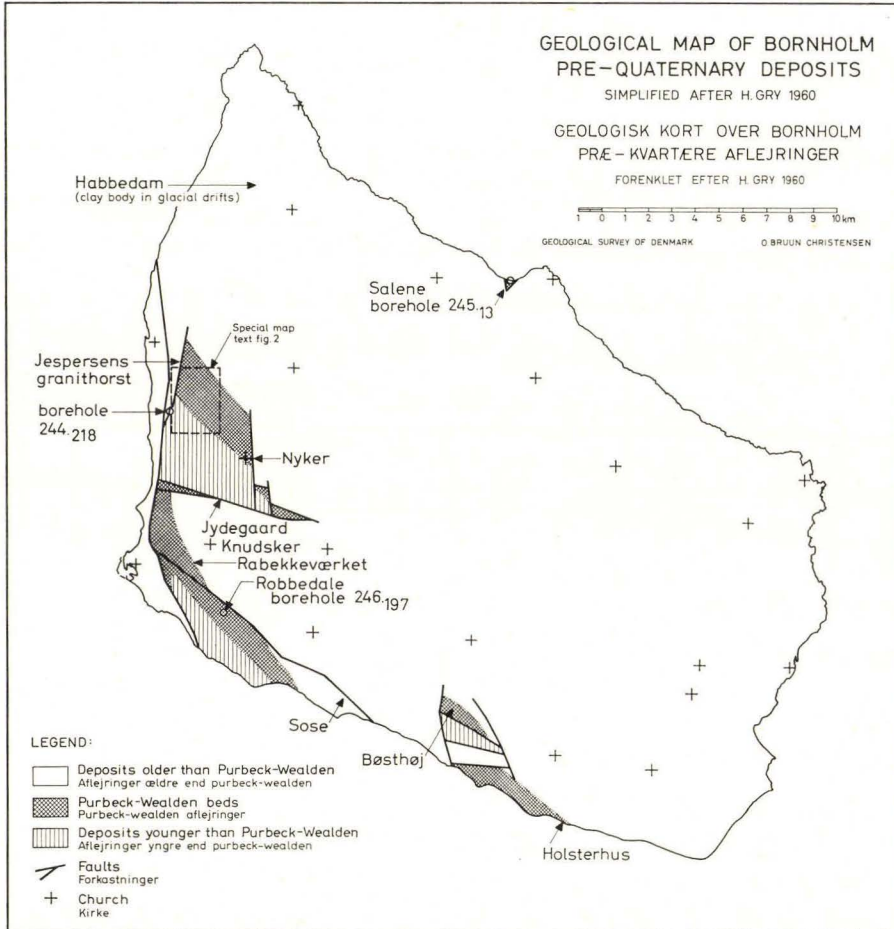 GEOLOGICAL MAP OF BORNHOLM
PRE-QUATERNARY DEPOSITS
SIMPLIFIED AFTER H. GRY 1960
GEOLOGISK KORT OVER BORNHOLM
PRÆ-KVARTÆRE AFLEJRINGER
FORENKLET EFTER H. GRY 1960
1 0 1 2 3 4 5 6 7 8 9 10 km
GEOLOGICAL SURVEY OF DENMARK
O BRUUN CHRISTENSEN
Habbedam
(clay body in glacial drifts)
Salene
borehole 245.13
Special map
text fig. 2
Jespersens
granithorst
borehole
244.218
Nyker
Jydegaard
Knudsker
Rabekkeværket
Robbedale
borehole 246.197
Sose
Bøsthøj
Holsterhus
LEGEND:
Deposits older than Purbeck-Wealden
Aflejringer ældre end purbeck-wealden
Purbeck-Wealden beds
Purbeck-wealden aflejringer
Deposits younger than Purbeck-Wealden
Aflejringer yngre end purbeck-wealden
Faults
Forkastninger
Church
Kirke